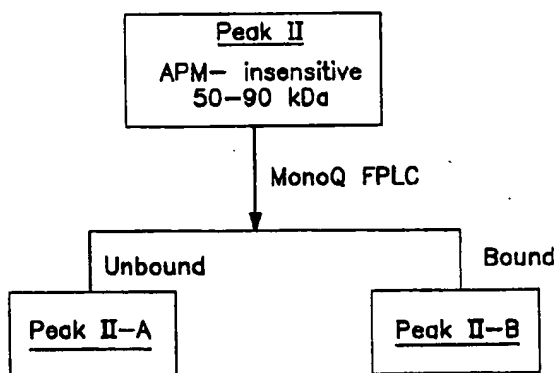 Peak II
APM- insensitive
50-90 kDa
MonoQ FPLC
Unbound
Bound
Peak II-A
Peak II-B